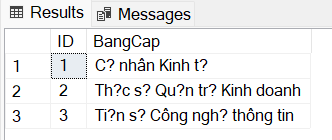 Results Messages
ID BangCap
1 1 C? nhân Kinh t?
2 2 Th?c s? Qu?n tr? Kinh doanh
3 3 Ti?n s? Công ngh? thông tin